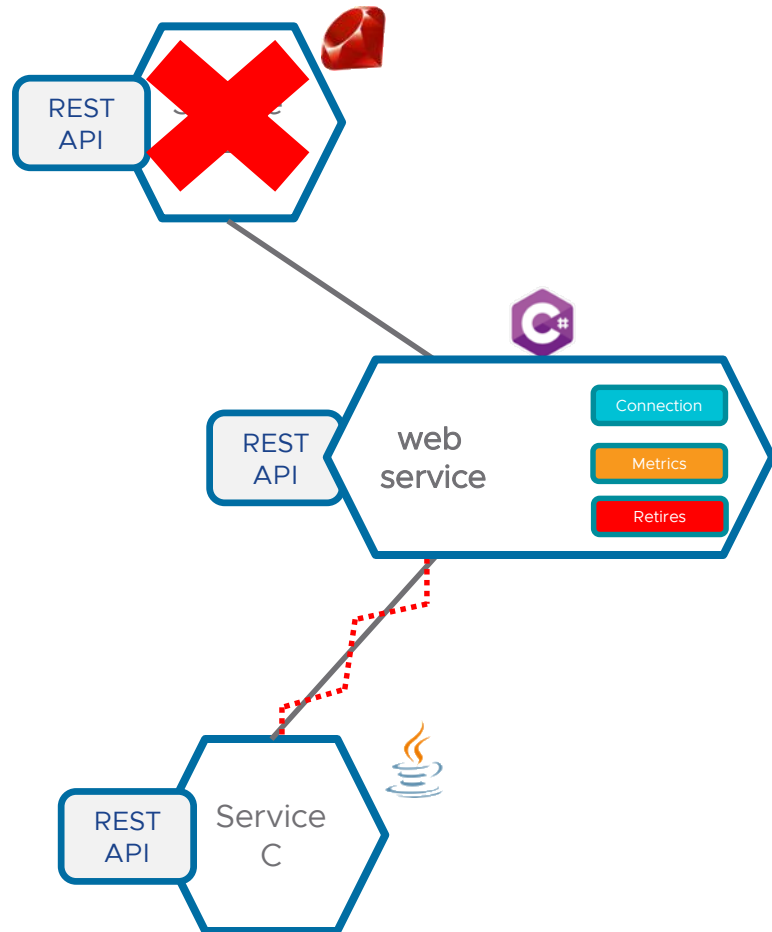 REST
API
C#
web
service
Connection
Metrics
Retires
REST
API
Service
C
REST
API